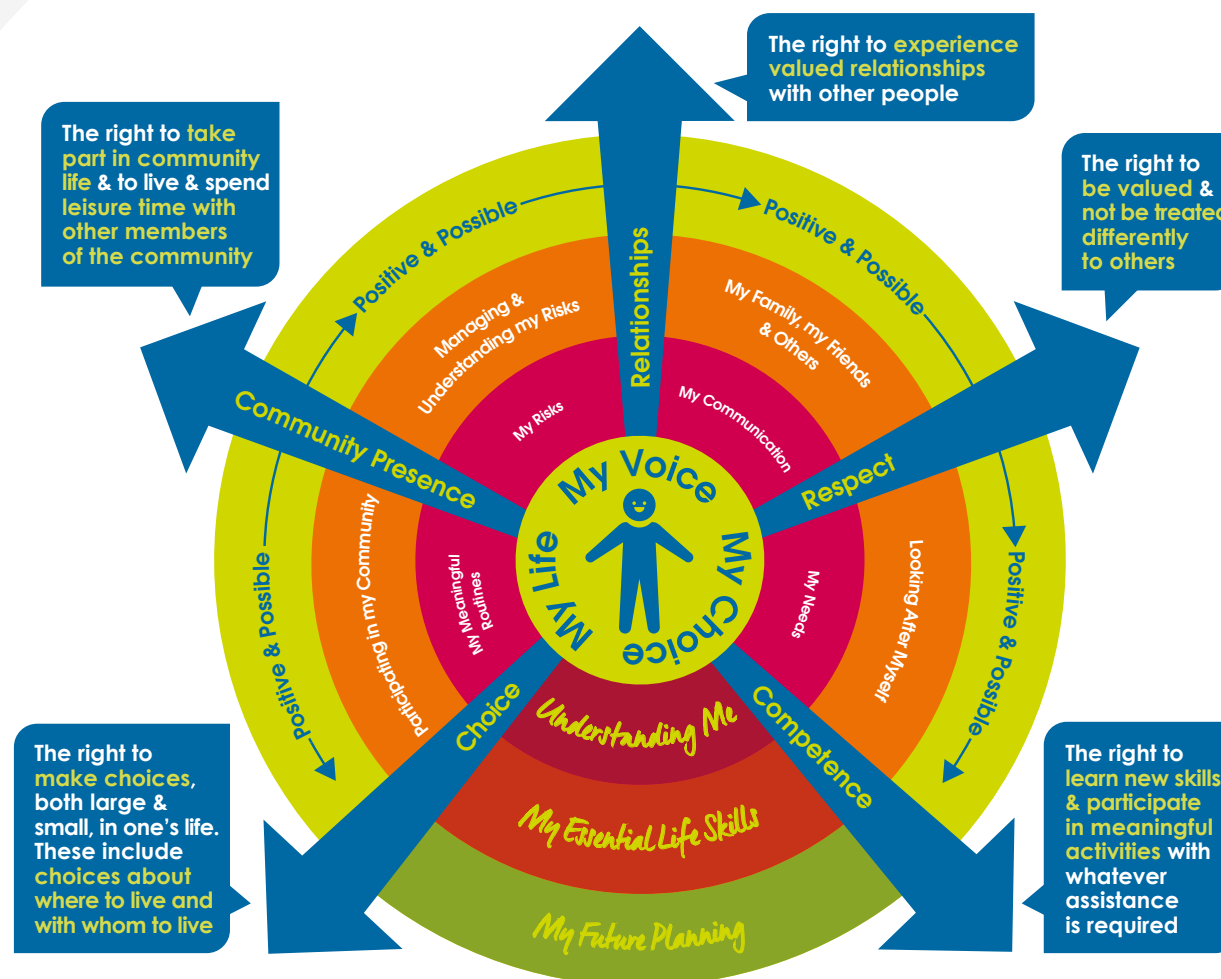 The right to experience
valued relationships
with other people
The right to take
part in community
life & to live & spend
leisure time with
other members
of the community
The right to
be valued &
not be treated
differently
to others
Positive & Possible
Positive & Possible
Relationships
Managing &
Understanding my Risks
My Family, my Friends
& Others
My Risks
My Communication
Community Presence
Respect
My Voice
My Choice
My Life
Positive & Possible
Participating in my Community
My Meaningful
Routines
My Needs
Looking After Myself
Positive & Possible
Choice
Competence
Understanding Me
My Essential Life Skills
My Future Planning
The right to
make choices,
both large &
small, in one's life.
These include
choices about
where to live and
with whom to live
The right to
learn new skills
& participate
in meaningful
activities with
whatever
assistance
is required